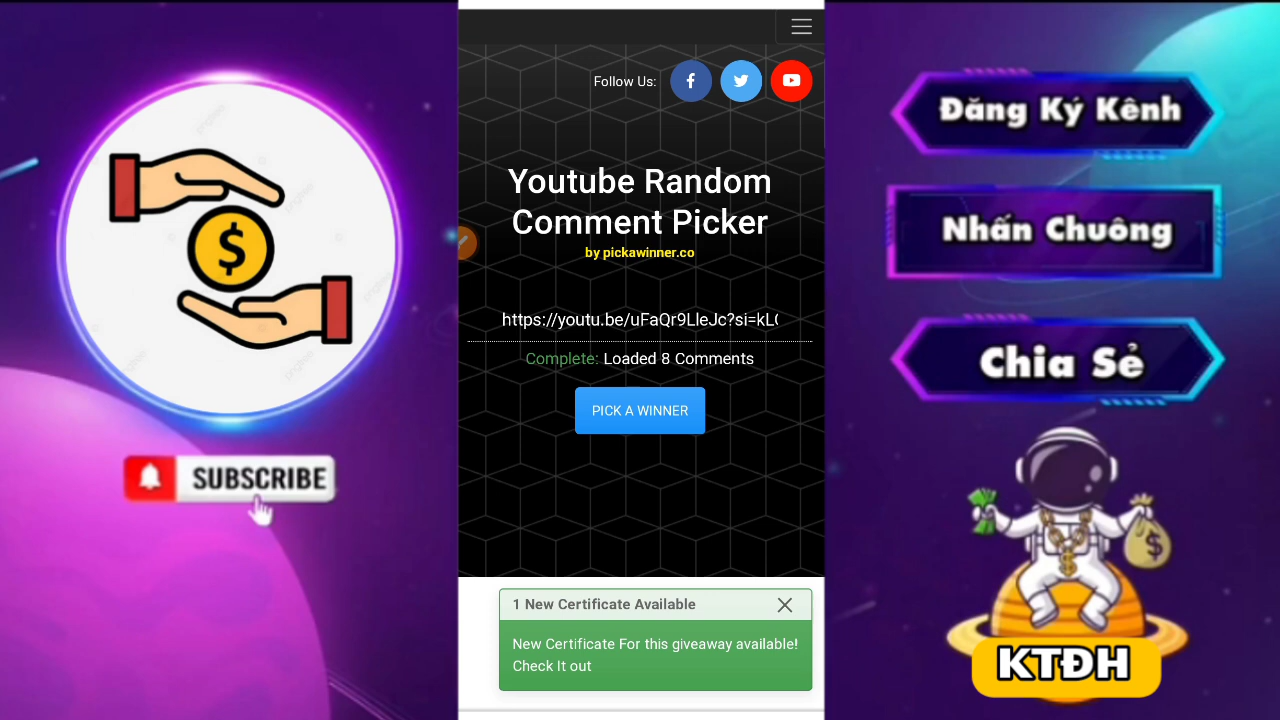 SUBSCRIBE
Follow Us:
Youtube Random
Comment Picker
by pickawinner.co
https://youtu.be/uFaQr9LleJc?si=kL
Complete: Loaded 8 Comments
PICK A WINNER
1 New Certificate Available
New Certificate For this giveaway available!
Check It out
Đăng Ký Kênh
Nhấn Chuông
Chia Sẻ
KTĐH